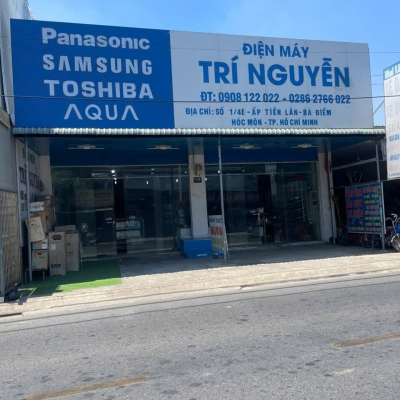 Panasonic
SAMSUNG
TOSHIBA
AQUA
ĐIỆN MÁY
TRÍ NGUYỄN
ĐT: 0908 122 022 - 0286 2766 022
ĐỊA CHỈ: SỐ 1/4E - ẤP TIỀN LÂN - BÀ ĐIỂM
HÓC MÔN - TP. HỒ CHÍ MINH